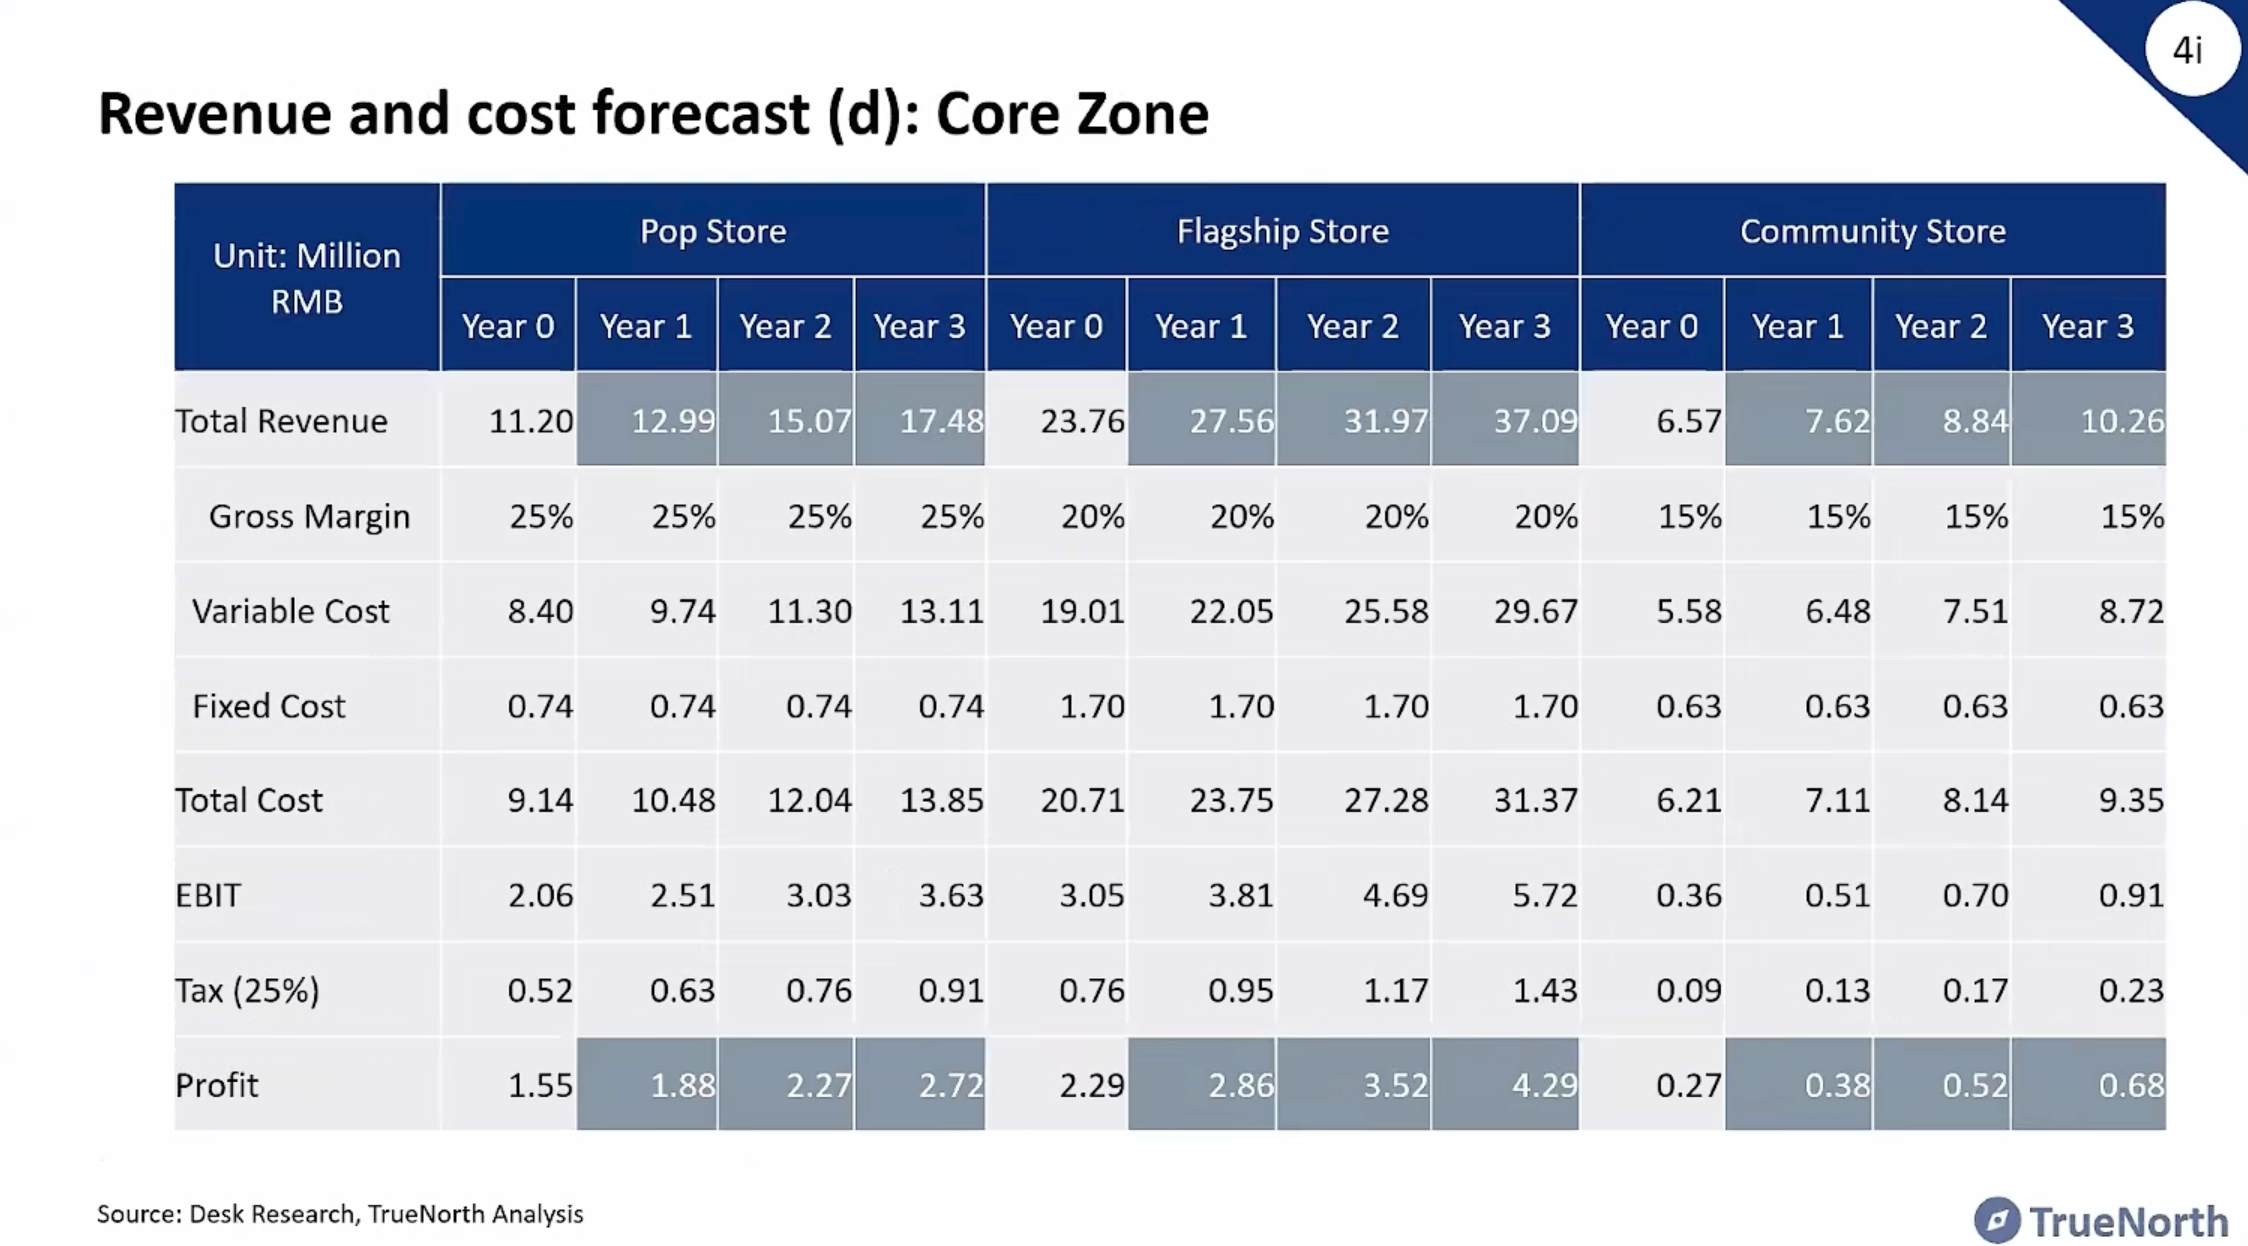 4i
Revenue and cost forecast (d): Core Zone
Unit: Million
RMB
Pop Store Flagship Store Community Store
Year 0 Year 1 Year 2 Year 3 Year 0 Year 1 Year 2 Year 3 Year 0 Year 1 Year 2 Year 3
Total Revenue 11.20 12.99 15.07 17.48 23.76 27.56 31.97 37.09 6.57 7.62 8.84 10.26
Gross Margin 25% 25% 25% 25% 20% 20% 20% 20% 15% 15% 15% 15%
Variable Cost 8.40 9.74 11.30 13.11 19.01 22.05 25.58 29.67 5.58 6.48 7.51 8.72
Fixed Cost 0.74 0.74 0.74 0.74 1.70 1.70 1.70 1.70 0.63 0.63 0.63 0.63
Total Cost 9.14 10.48 12.04 13.85 20.71 23.75 27.28 31.37 6.21 7.11 8.14 9.35
EBIT 2.06 2.51 3.03 3.63 3.05 3.81 4.69 5.72 0.36 0.51 0.70 0.91
Tax (25%) 0.52 0.63 0.76 0.91 0.76 0.95 1.17 1.43 0.09 0.13 0.17 0.23
Profit 1.55 1.88 2.27 2.72 2.29 2.86 3.52 4.29 0.27 0.38 0.52 0.68
Source: Desk Research, TrueNorth Analysis
TrueNorth